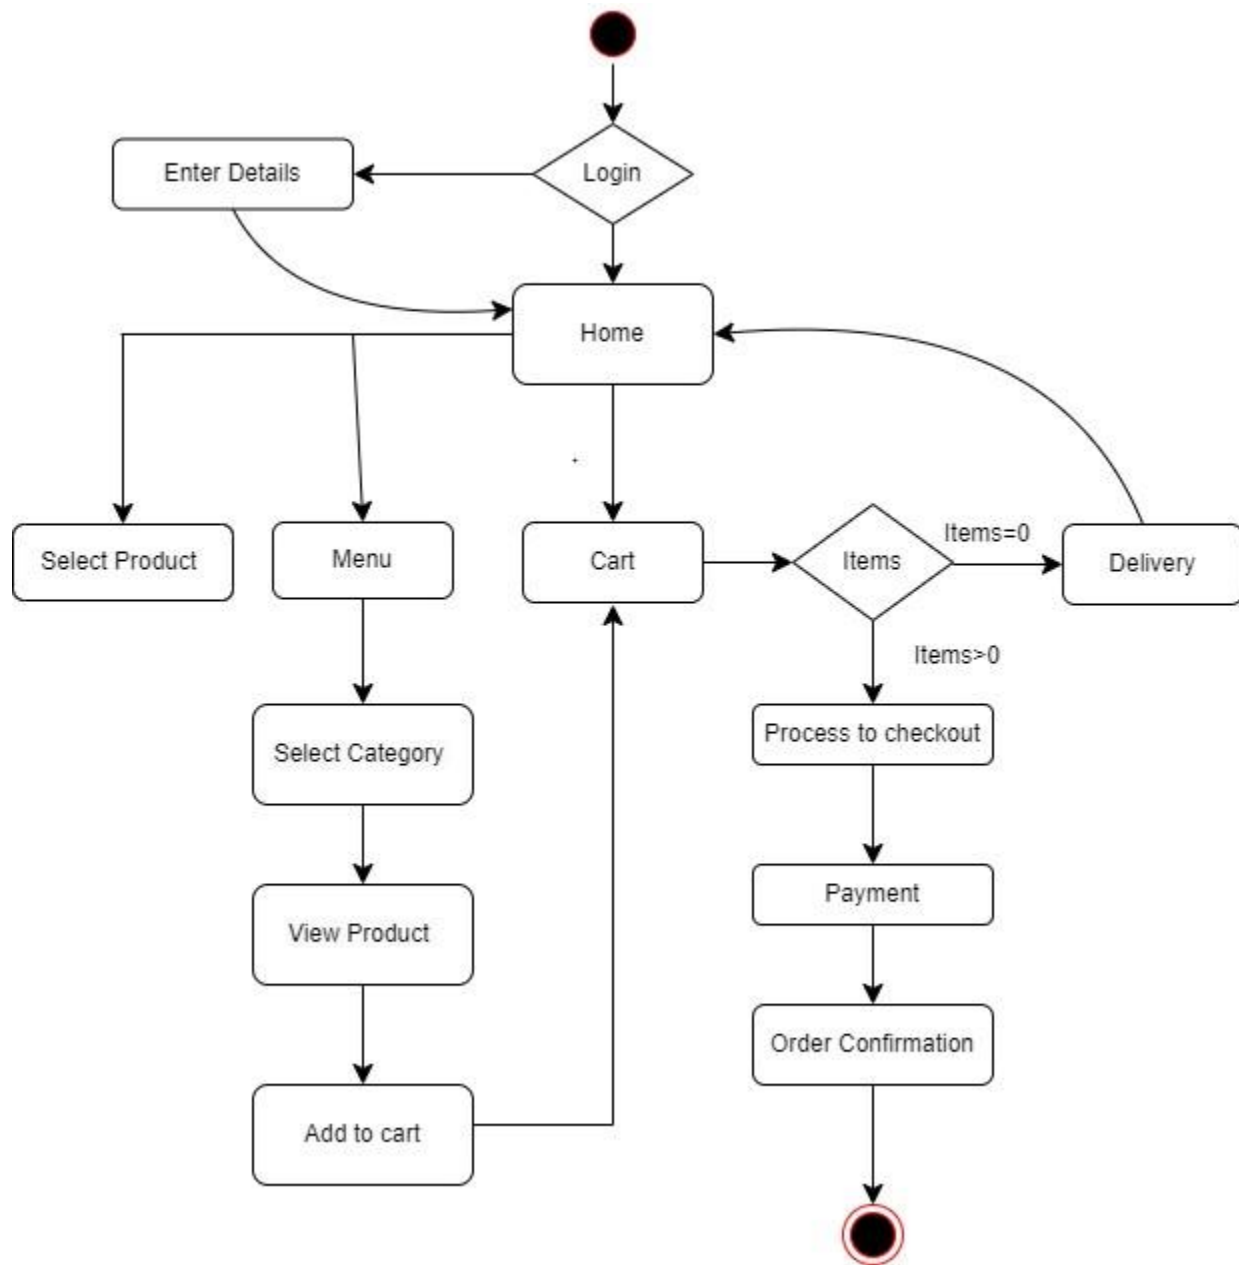 Login
Enter Details
Home
Select Product
Menu
Cart
Items
Items=0
Delivery
Items>0
Select Category
Process to checkout
View Product
Payment
Add to cart
Order Confirmation